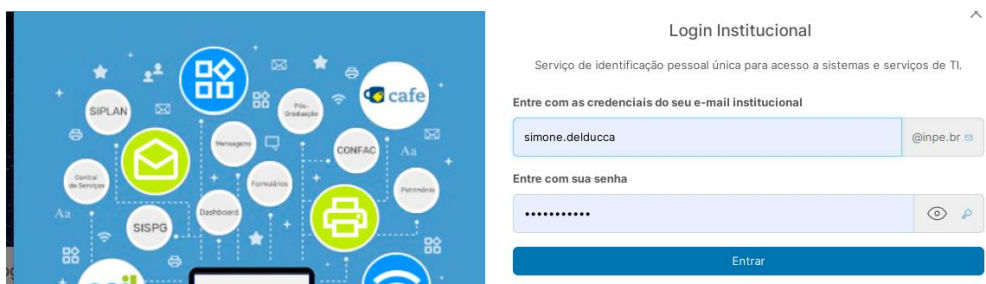 cafe
SIPLAN
Pós-
Graduação
Mensagens
CONFAC
Aa
Central
de Serviços
Formulários
Patrimônio
Aa
Dashboard
SISPG
Login Institucional
Serviço de identificação pessoal única para acesso a sistemas e serviços de TI.
Entre com as credenciais do seu e-mail institucional
simone.delducca
@inpe.br
Entre com sua senha
•••••••••••
Entrar